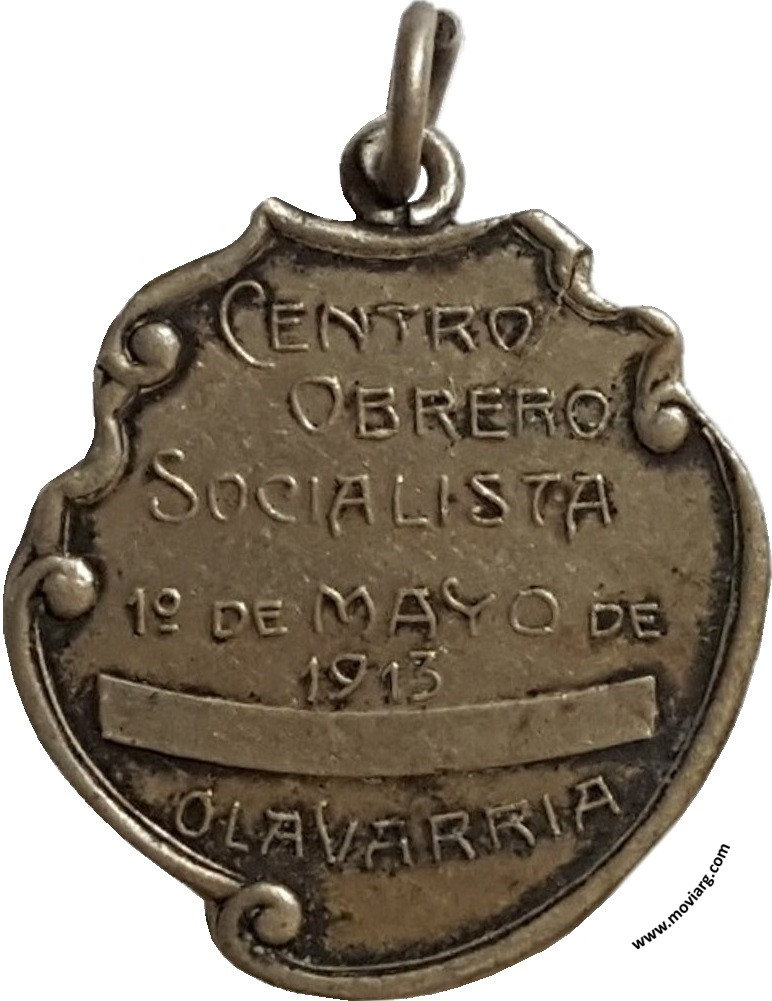 CENTRO
OBRERO
SOCIALISTA
1º DE MAYO DE
1913
OLAVARRIA
www.moviarg.com